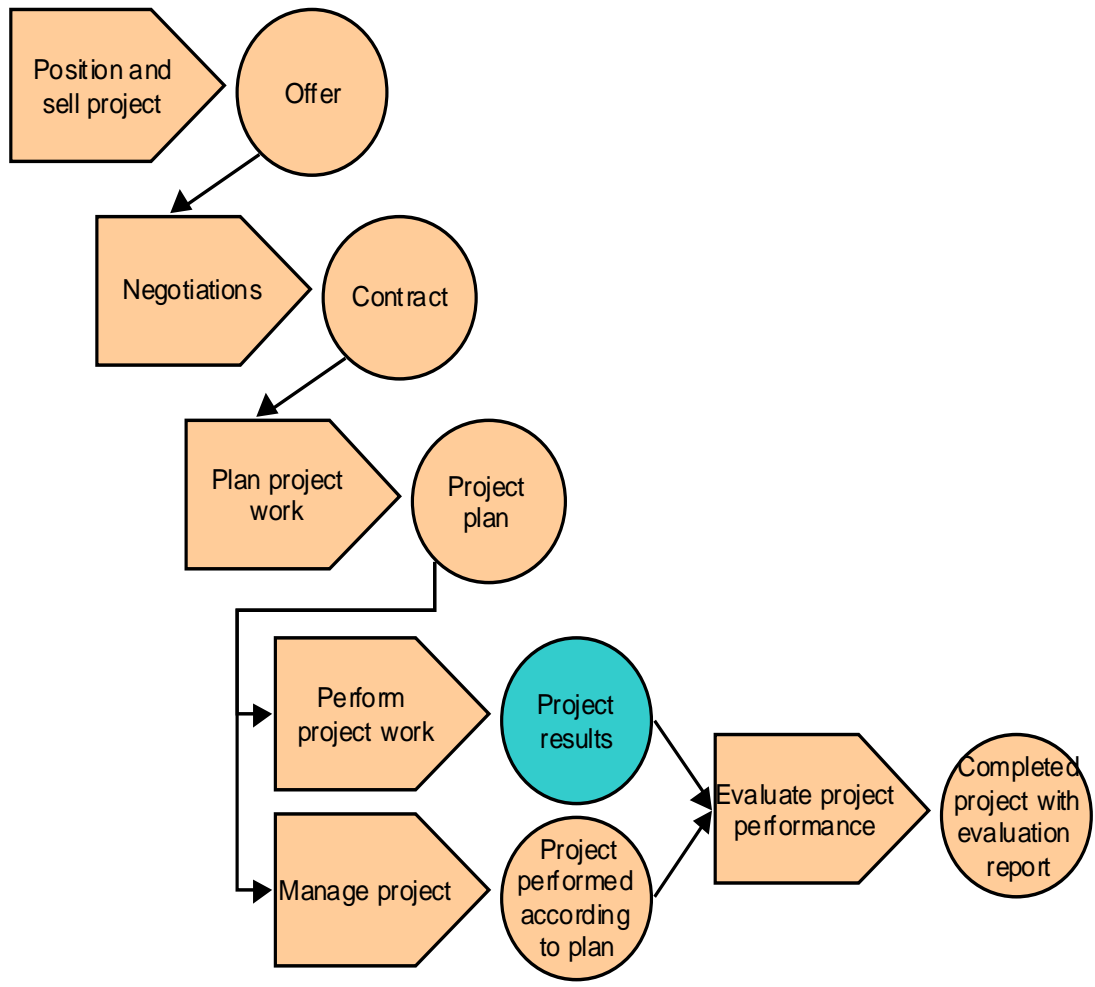 Position and
sell project
Offer
Negotiations
Contract
Plan project
work
Project
plan
Perform
project work
Project
results
Evaluate project
performance
Completed
project with
evaluation
report
Manage project
Project
performed
according
to plan